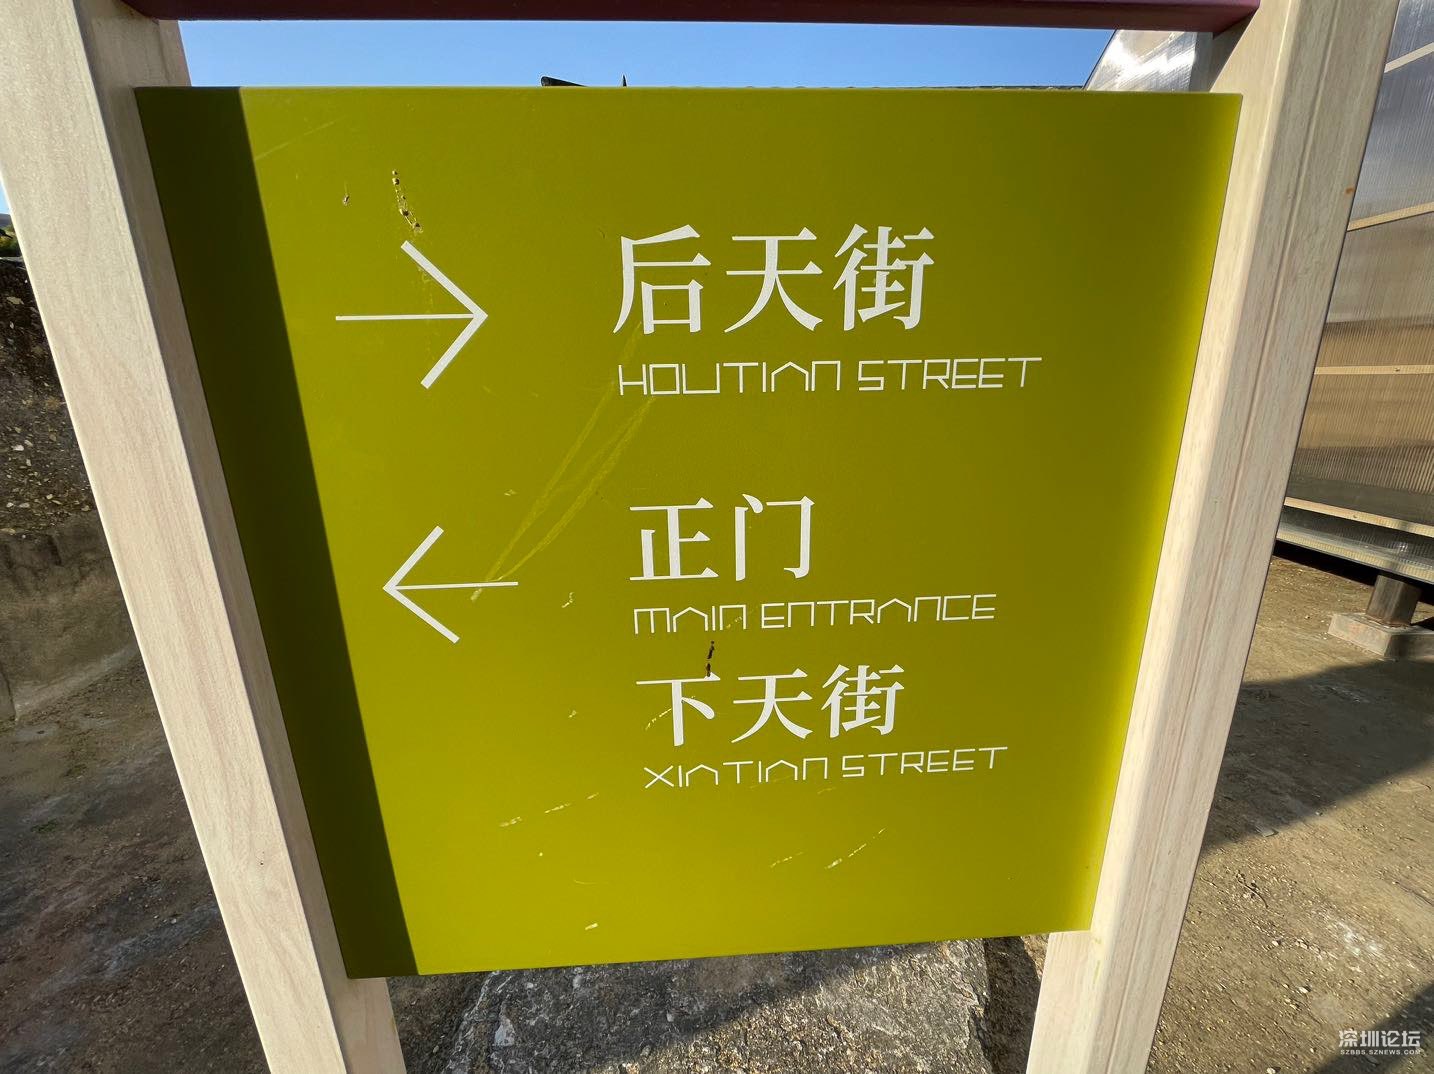 后天街
HOUTIAN STREET
正门
MAIN ENTRANCE
下天街
XIATIAN STREET
深圳论坛
SZBBS.SZNEWS.COM